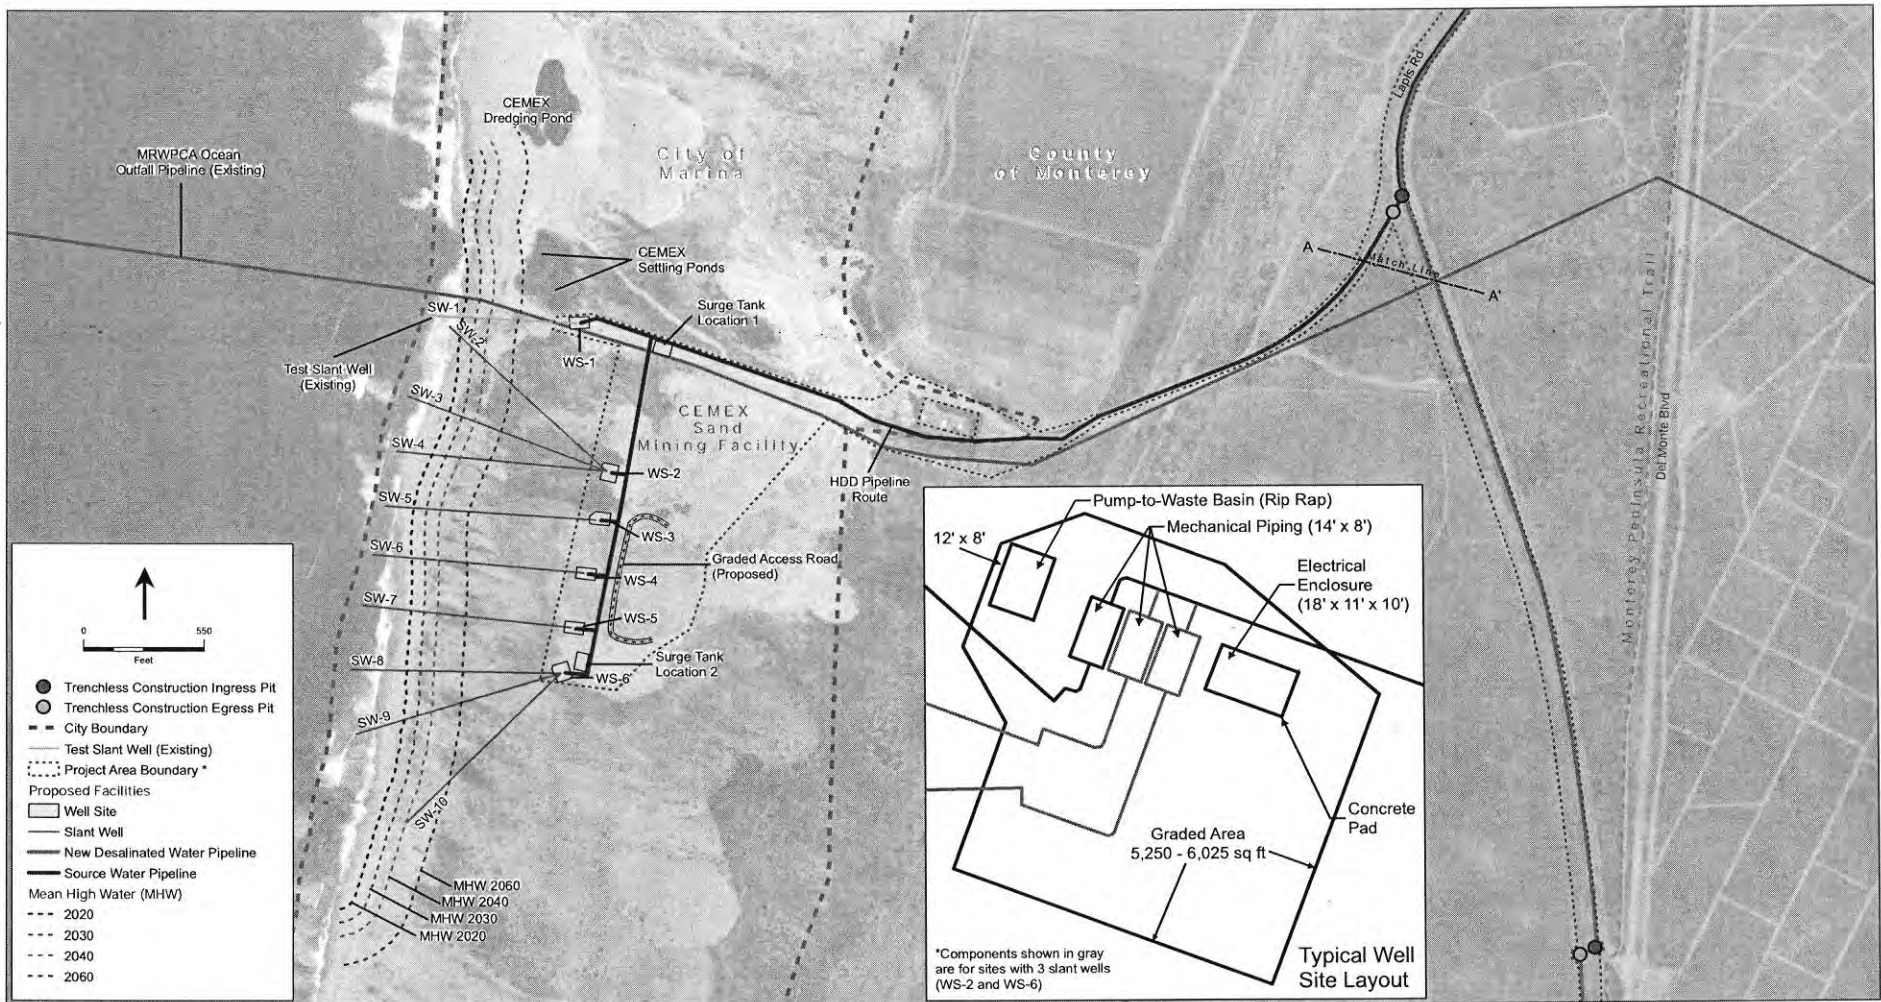 CEMEX
Dredging Pond
MRWPCA Ocean
Outfall Pipeline (Existing)
City of
Marina
County
of Monterey
Lapis Rd
CEMEX
Settling Ponds
A
Match Line
A'
SW-1
SW-2
Surge Tank
Location 1
WS-1
Test Slant Well
(Existing)
SW-3
SW-4
CEMEX
Sand
Mining Facility
WS-2
HDD Pipeline
Route
SW-5
WS-3
SW-6
Graded Access Road
(Proposed)
WS-4
SW-7
WS-5
SW-8
Surge Tank
Location 2
WS-6
SW-9
SW-10
MHW 2060
MHW 2040
MHW 2030
MHW 2020
Monterey Peninsula Recreational Trail
Del Monte Blvd
0
550
Feet
Trenchless Construction Ingress Pit
Trenchless Construction Egress Pit
City Boundary
Test Slant Well (Existing)
Project Area Boundary *
Proposed Facilities
Well Site
Slant Well
New Desalinated Water Pipeline
Source Water Pipeline
Mean High Water (MHW)
2020
2030
2040
2060
Pump-to-Waste Basin (Rip Rap)
Mechanical Piping (14' x 8')
12' x 8'
Electrical
Enclosure
(18' x 11' x 10')
Concrete
Pad
Graded Area
5,250 - 6,025 sq ft
*Components shown in gray
are for sites with 3 slant wells
(WS-2 and WS-6)
Typical Well
Site Layout